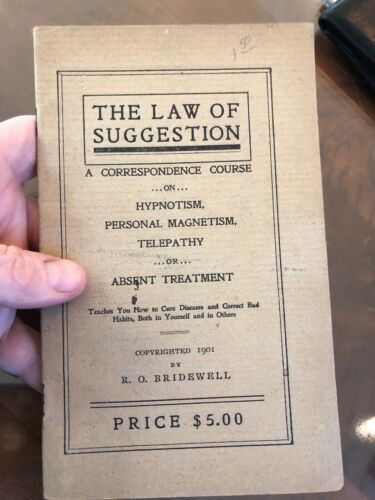 THE LAW OF
SUGGESTION
A CORRESPONDENCE COURSE
...ON...
HYPNOTISM,
PERSONAL MAGNETISM,
TELEPATHY
...OR...
ABSENT TREATMENT
Teaches You How to Cure Diseases and Correct Bad
Habits, Both in Yourself and in Others
COPYRIGHTED 1901
BY
R. O. BRIDEWELL
PRICE $5.00